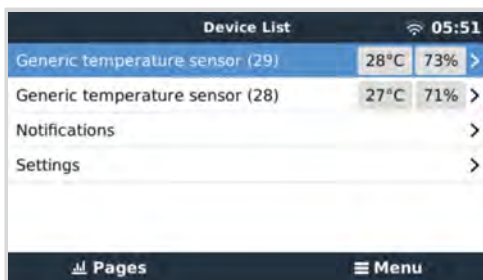 Device List 05:51
Generic temperature sensor (29) 28°C 73% >
Generic temperature sensor (28) 27°C 71% >
Notifications >
Settings >
Pages Menu